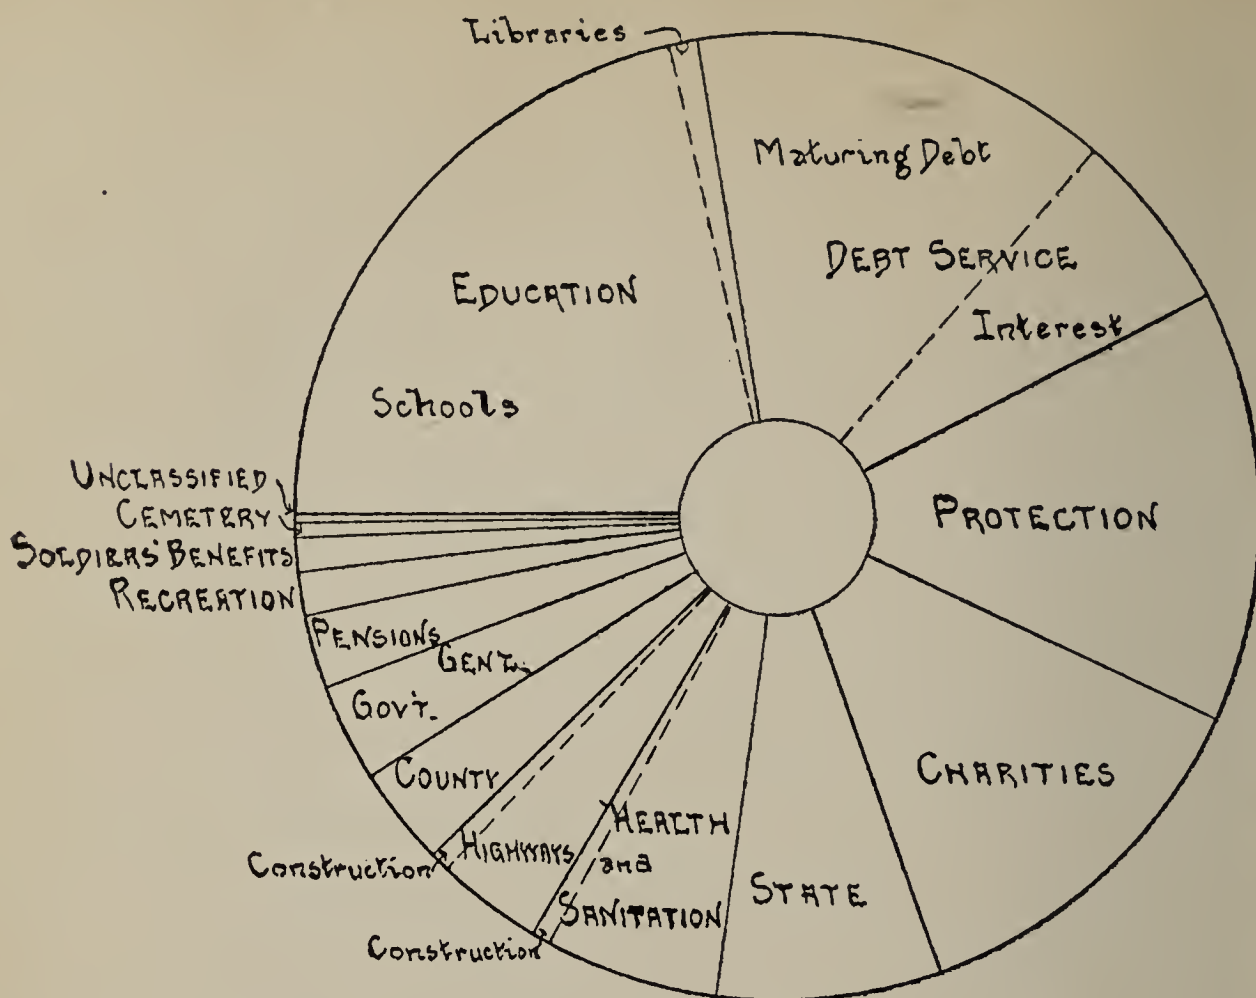 Libraries
Maturing Debt
DEBT SERVICE
Interest
EDUCATION
Schools
UNCLASSIFIED
CEMETERY
SOLDIERS' BENEFITS
RECREATION
PENSIONS
GEN'L.
GOV'T.
COUNTY
Construction
HIGHWAYS
Construction
HEALTH
and
SANITATION
STATE
CHARITIES
PROTECTION